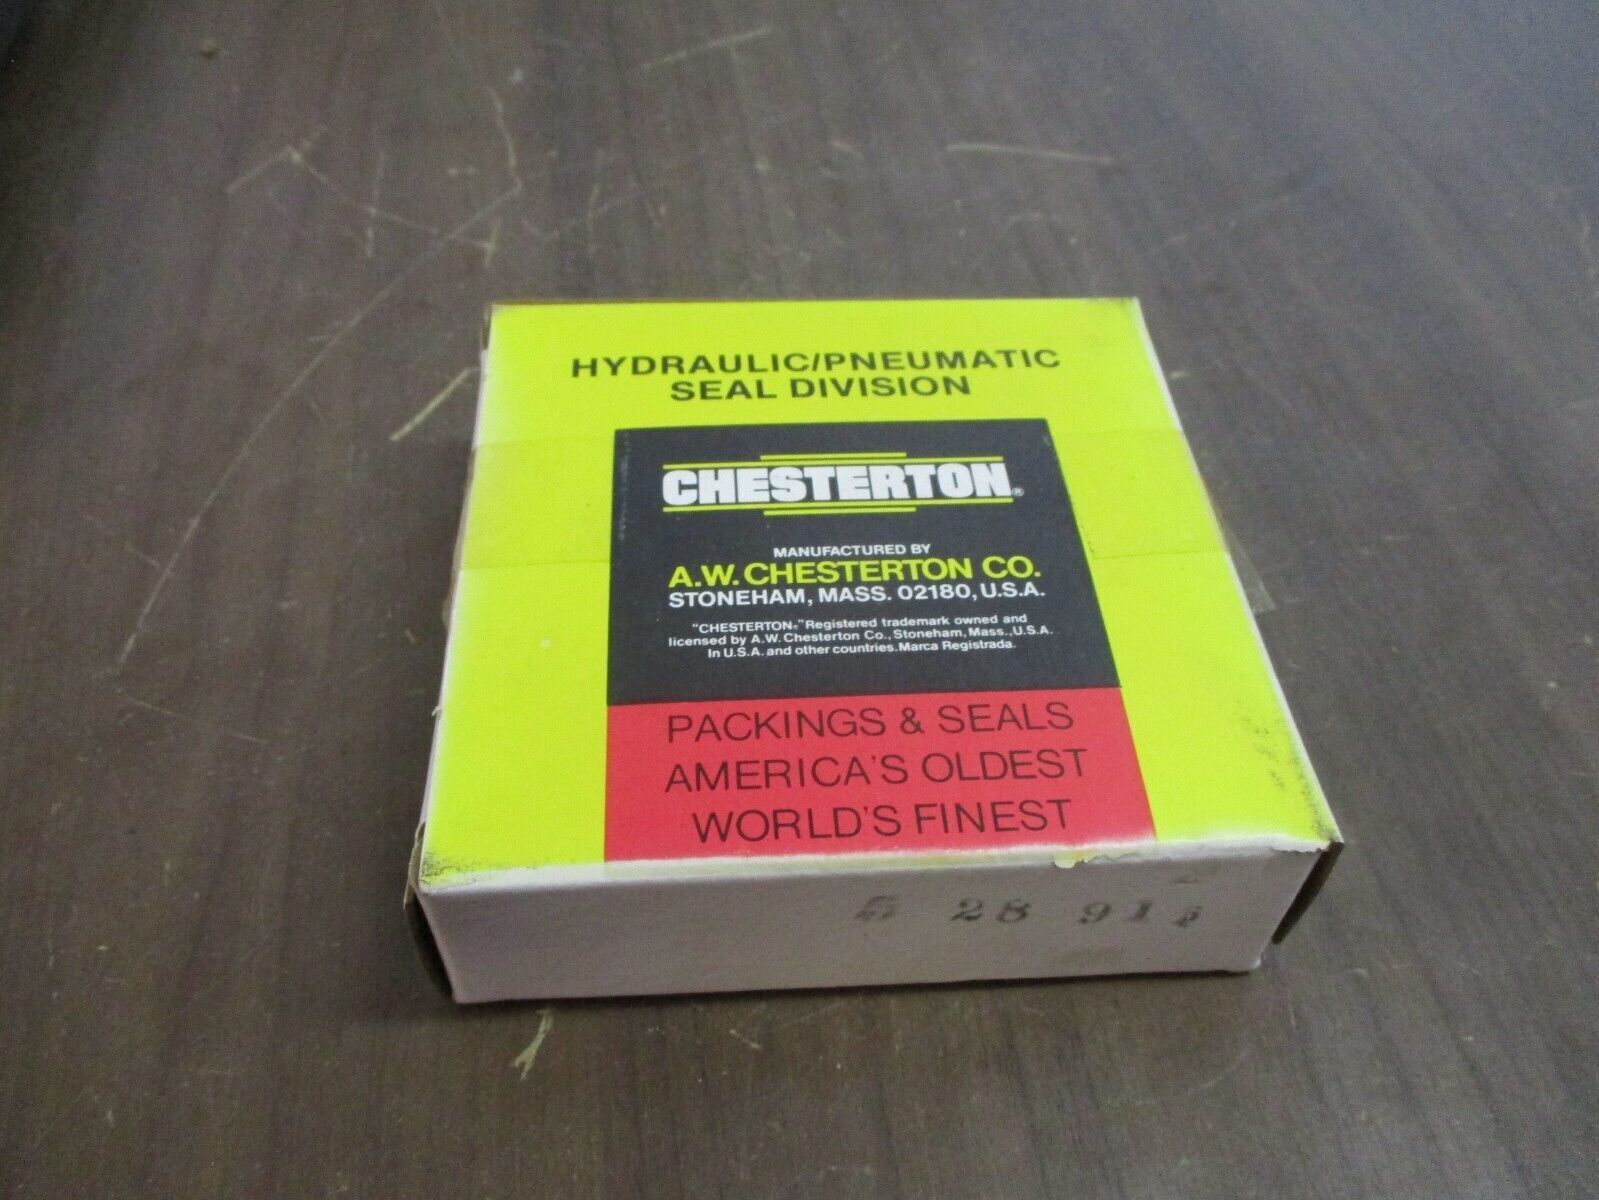 HYDRAULIC/PNEUMATIC
SEAL DIVISION
CHESTERTON®
MANUFACTURED BY
A.W. CHESTERTON CO.
STONEHAM, MASS. 02180, U.S.A.
"CHESTERTON®" Registered trademark owned and
licensed by A.W. Chesterton Co., Stoneham, Mass., U.S.A.
In U.S.A. and other countries. Marca Registrada.
PACKINGS & SEALS
AMERICA'S OLDEST
WORLD'S FINEST
5 28 91